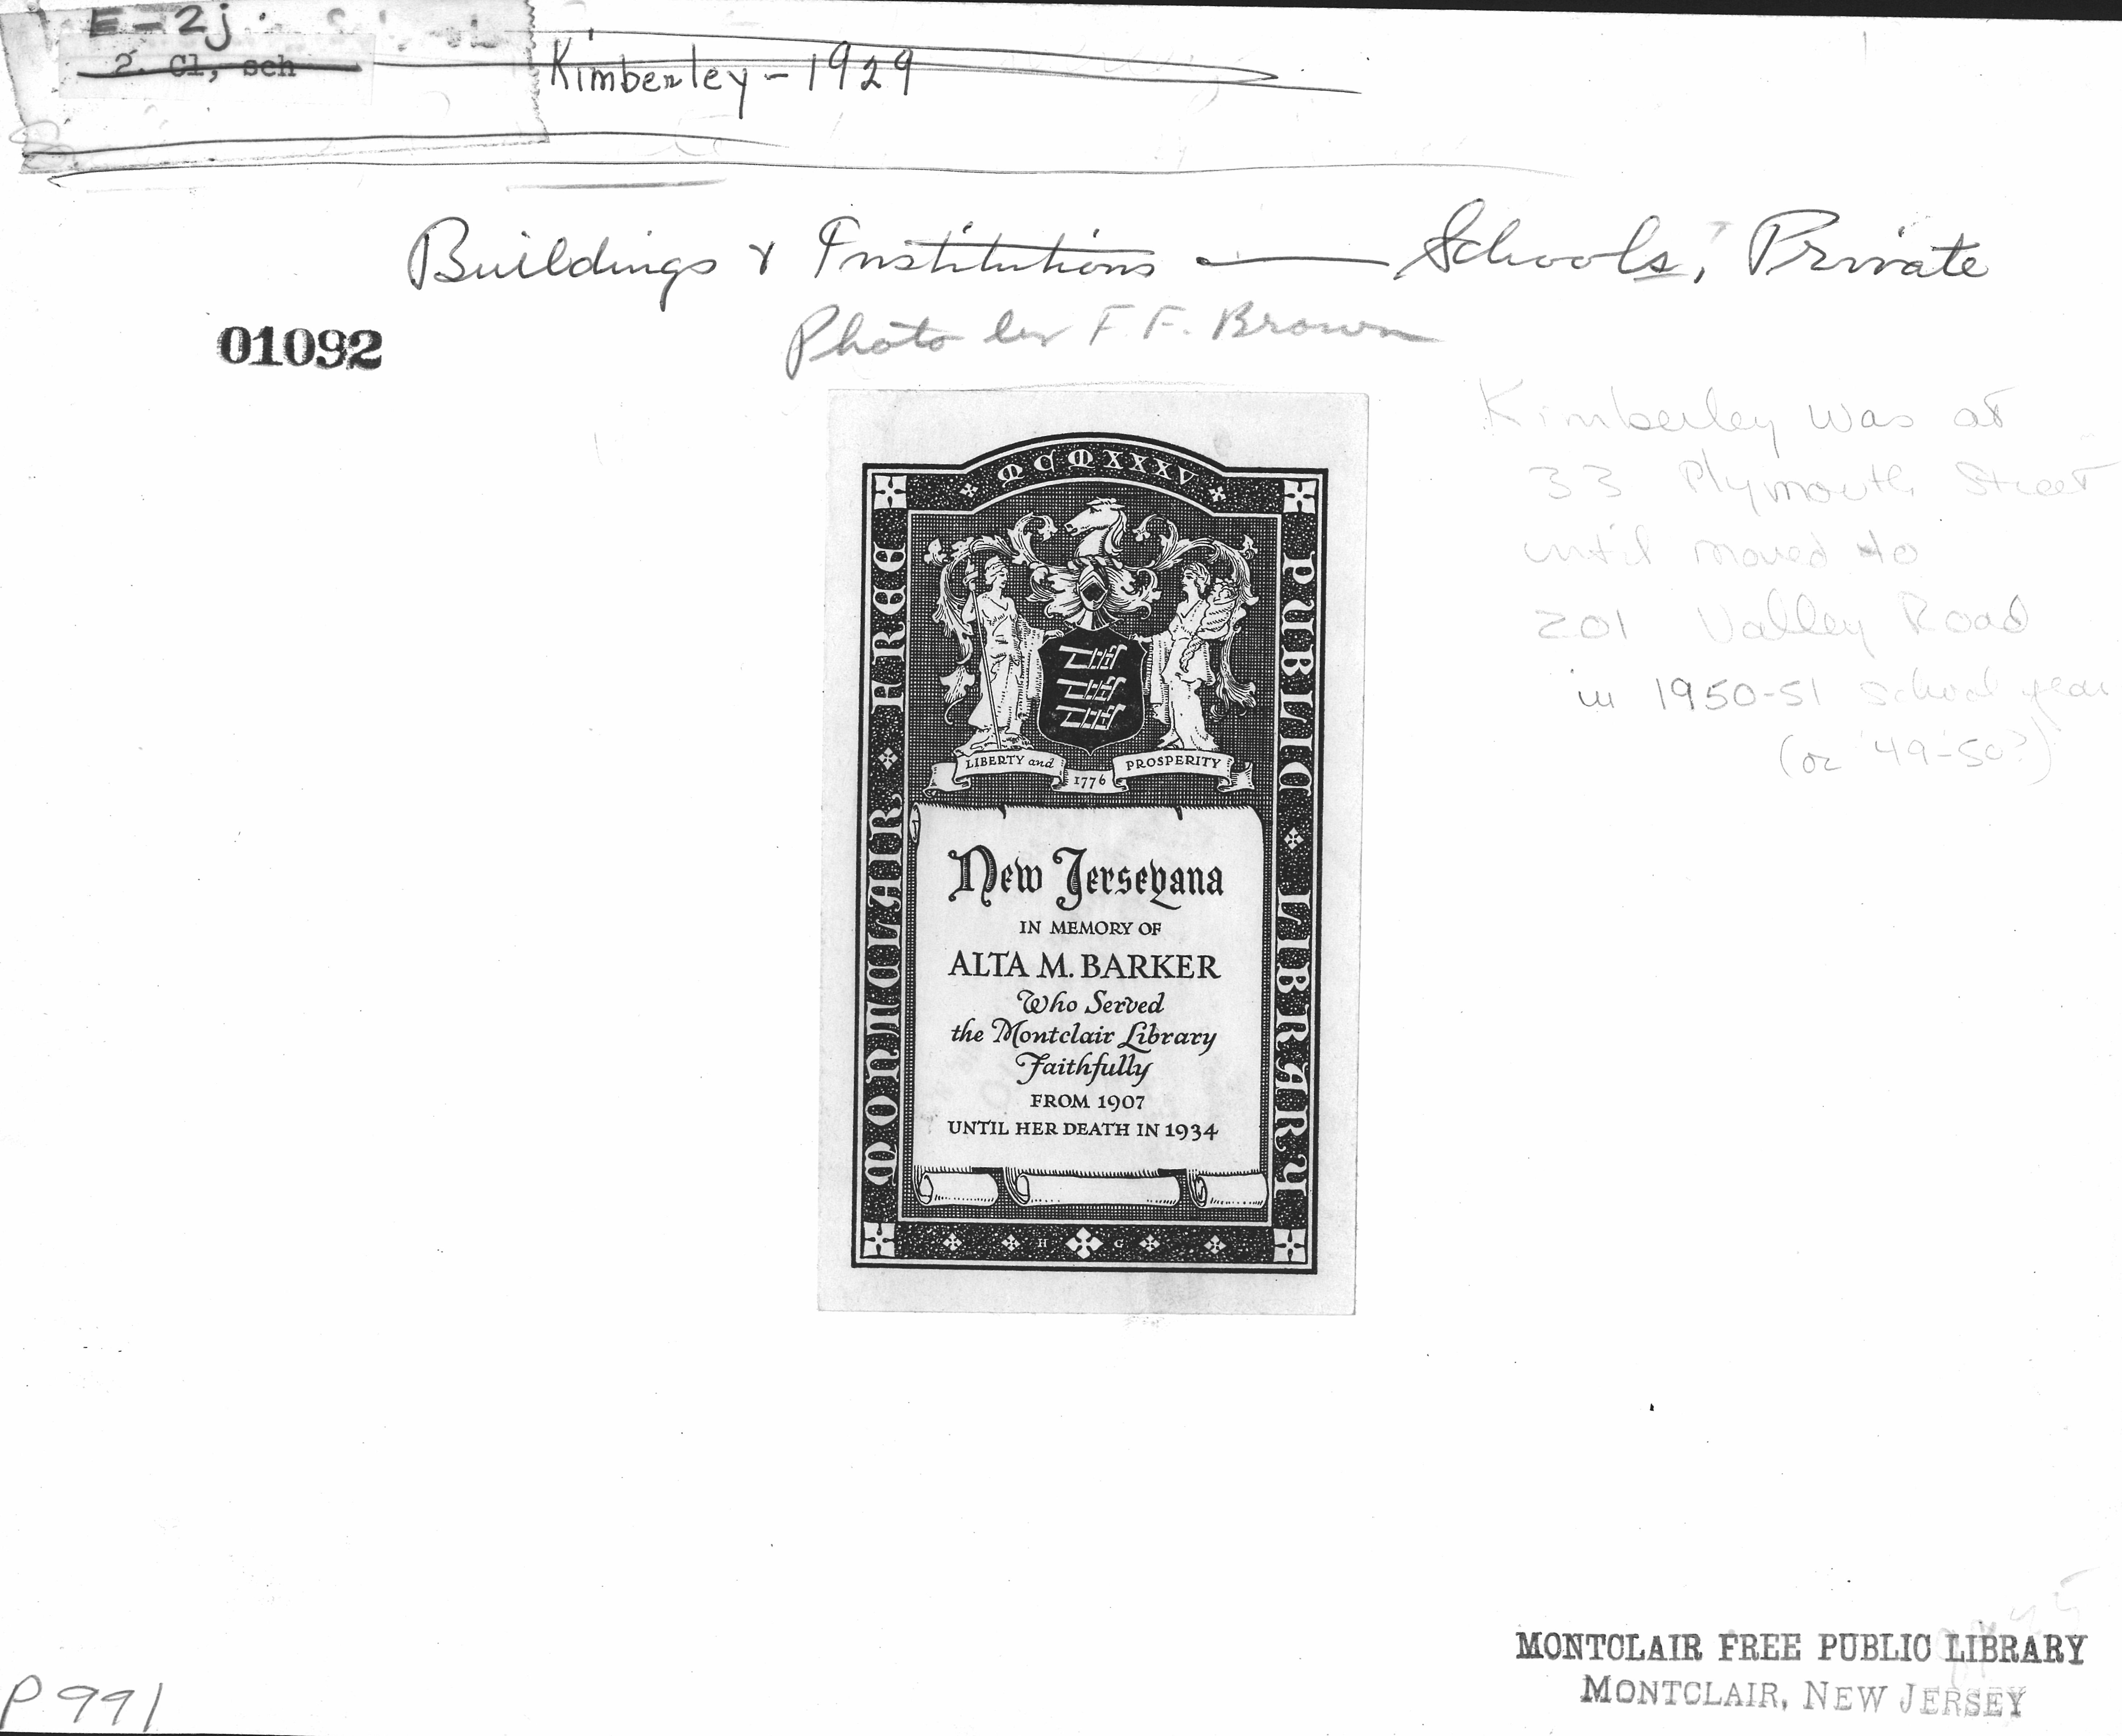 E-2j
2. Cl, sch
Kimberley - 1929
Buildings & Institutions — Schools, Private
01092
Photo by F. F. Brown
Kimberley was at
33 Plymouth Street
until moved to
201 Valley Road
in 1950-51 school year
(or '49-50?)
MCMXXXV
MONTCLAIR FREE
PUBLIC LIBRARY
LIBERTY and
1776
PROSPERITY
New Jerseyana
IN MEMORY OF
ALTA M. BARKER
Who Served
the Montclair Library
Faithfully
FROM 1907
UNTIL HER DEATH IN 1934
H G
MONTCLAIR FREE PUBLIC LIBRARY
MONTCLAIR, NEW JERSEY
P991